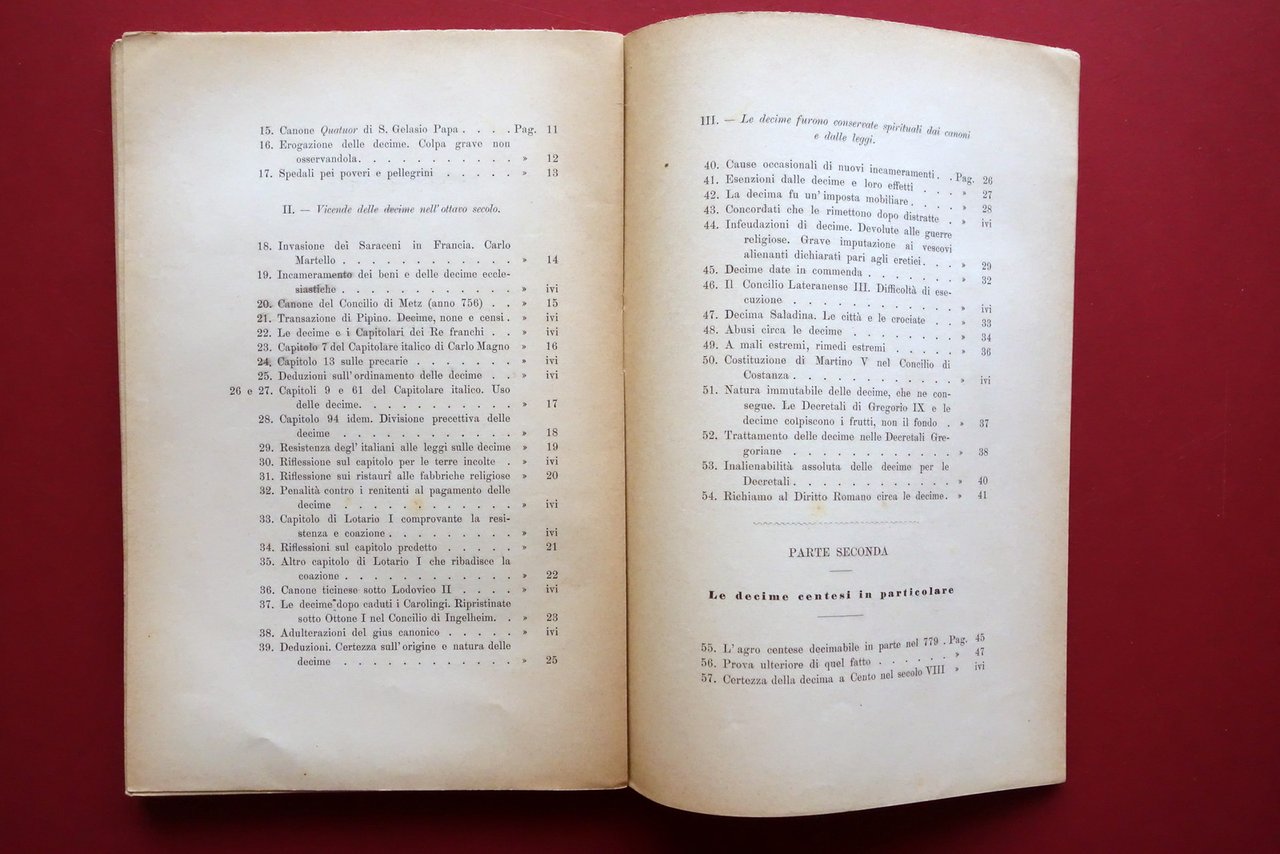 15. Canone Quatuor di S. Gelasio Papa . . . . Pag. 11
16. Erogazione delle decime. Colpa grave non
osservandola. . . . . . . . . . . . » 12
17. Spedali pei poveri e pellegrini . . . . . » 13
II. — Vicende delle decime nell'ottavo secolo.
18. Invasione dei Saraceni in Francia. Carlo
Martello . . . . . . . . . . . . . » 14
19. Incameramento dei beni e delle decime eccle-
siastiche . . . . . . . . . . . . . » ivi
20. Canone del Concilio di Metz (anno 756) . . » 15
21. Transazione di Pipino. Decime, none e censi. » ivi
22. Le decime e i Capitolari dei Re franchi . . » ivi
23. Capitolo 7 del Capitolare italico di Carlo Magno » 16
24. Capitolo 13 sulle precarie . . . . . . . » ivi
25. Deduzioni sull'ordinamento delle decime . . » ivi
26 e 27. Capitoli 9 e 61 del Capitolare italico. Uso
delle decime. . . . . . . . . . . . » 17
28. Capitolo 94 idem. Divisione precettiva delle
decime . . . . . . . . . . . . . » 18
29. Resistenza degl'italiani alle leggi sulle decime » 19
30. Riflessione sul capitolo per le terre incolte . » ivi
31. Riflessione sui ristauri alle fabbriche religiose » 20
32. Penalità contro i renitenti al pagamento delle
decime . . . . . . . . . . . . . » ivi
33. Capitolo di Lotario I comprovante la resi-
stenza e coazione . . . . . . . . . . » ivi
34. Riflessioni sul capitolo predetto . . . . . » 21
35. Altro capitolo di Lotario I che ribadisce la
coazione . . . . . . . . . . . . . » 22
36. Canone ticinese sotto Lodovico II . . . . » ivi
37. Le decime dopo caduti i Carolingi. Ripristinate
sotto Ottone I nel Concilio di Ingelheim. . » 23
38. Adulterazioni del gius canonico . . . . . » ivi
39. Deduzioni. Certezza sull'origine e natura delle
decime . . . . . . . . . . . . . » 25
III. — Le decime furono conservate spirituali dai canoni
e dalle leggi.
40. Cause occasionali di nuovi incameramenti. . Pag. 26
41. Esenzioni dalle decime e loro effetti . . . » 27
42. La decima fu un'imposta mobiliare . . . . » 28
43. Concordati che le rimettono dopo distratte . » ivi
44. Infeudazioni di decime. Devolute alle guerre
religiose. Grave imputazione ai vescovi
alienanti dichiarati pari agli eretici . . . » 29
45. Decime date in commenda . . . . . . . » 32
46. Il Concilio Lateranense III. Difficoltà di ese-
cuzione . . . . . . . . . . . . . » ivi
47. Decima Saladina. Le città e le crociate . . » 33
48. Abusi circa le decime . . . . . . . . » 34
49. A mali estremi, rimedi estremi . . . . . » 36
50. Costituzione di Martino V nel Concilio di
Costanza . . . . . . . . . . . . . » ivi
51. Natura immutabile delle decime, che ne con-
segue. Le Decretali di Gregorio IX e le
decime colpiscono i frutti, non il fondo . » 37
52. Trattamento delle decime nelle Decretali Gre-
goriane . . . . . . . . . . . . . » 38
53. Inalienabilità assoluta delle decime per le
Decretali . . . . . . . . . . . . . » 40
54. Richiamo al Diritto Romano circa le decime. » 41
PARTE SECONDA
Le decime centesi in particolare
55. L'agro centese decimabile in parte nel 779 . Pag. 45
56. Prova ulteriore di quel fatto . . . . . . » 47
57. Certezza della decima a Cento nel secolo VIII » ivi